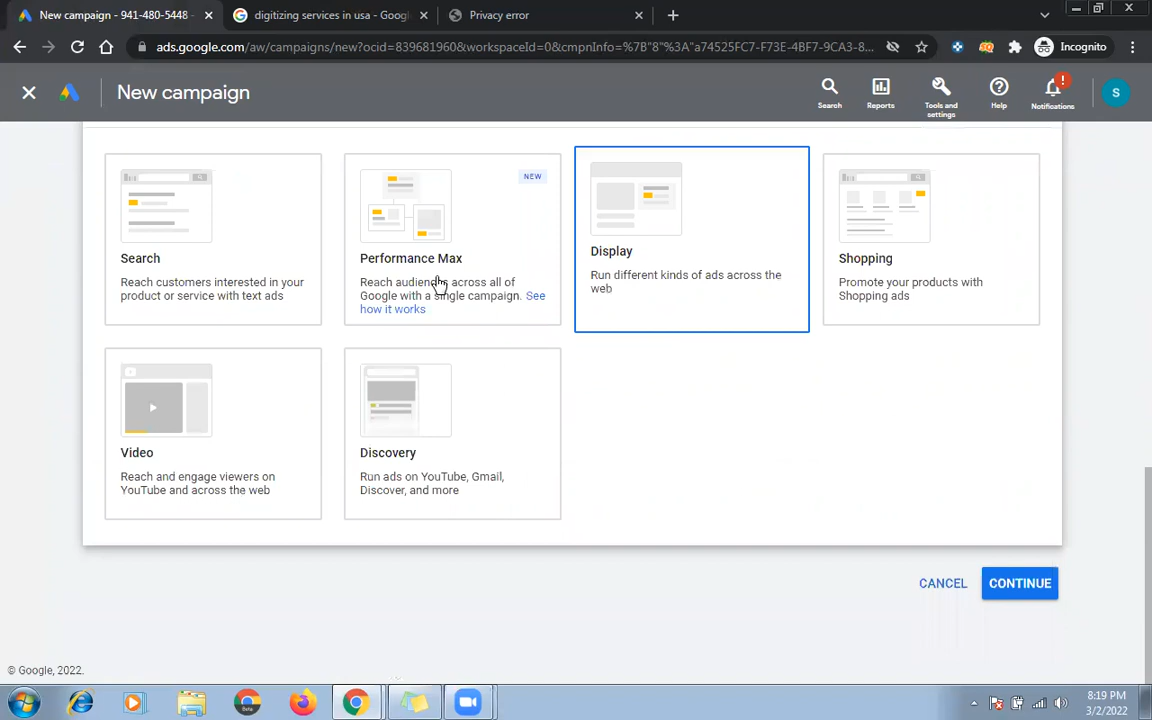 New campaign - 941-480-5448 -
digitizing services in usa - Googl
Privacy error
ads.google.com/aw/campaigns/new?ocid=839681960&workspaceId=0&cmpnInfo=%7B"8"%3A"a74525FC7-F73E-4BF7-9CA3-8...
Incognito
New campaign
Search
Reports
Tools and
settings
Help
Notifications
S
Search
Reach customers interested in your
product or service with text ads
NEW
Performance Max
Reach audien across all of
Google with a single campaign. See
how it works
Display
Run different kinds of ads across the
web
Shopping
Promote your products with
Shopping ads
Video
Reach and engage viewers on
YouTube and across the web
Discovery
Run ads on YouTube, Gmail,
Discover, and more
CANCEL
CONTINUE
© Google, 2022.
8:19 PM
3/2/2022